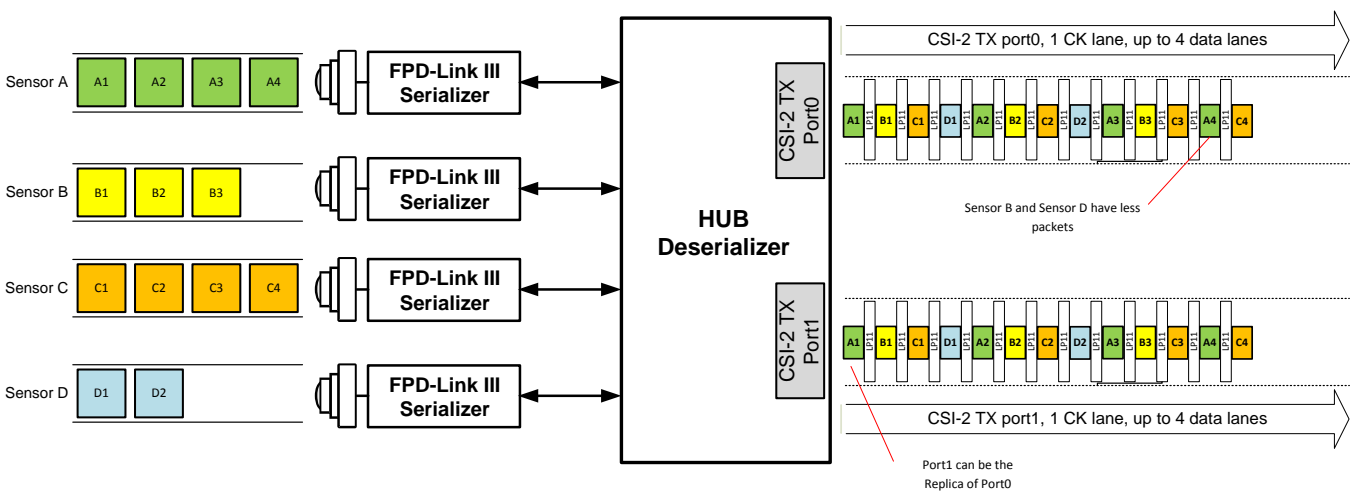 Sensor A
A1 A2 A3 A4
FPD-Link III
Serializer
Sensor B
B1 B2 B3
FPD-Link III
Serializer
Sensor C
C1 C2 C3 C4
FPD-Link III
Serializer
Sensor D
D1 D2
FPD-Link III
Serializer
HUB
Deserializer
CSI-2 TX
Port0
CSI-2 TX
Port1
CSI-2 TX port0, 1 CK lane, up to 4 data lanes
A1 LP11 B1 LP11 C1 LP11 D1 LP11 A2 LP11 B2 LP11 C2 LP11 D2 LP11 A3 LP11 B3 LP11 C3 LP11 A4 LP11 C4
Sensor B and Sensor D have less
packets
A1 LP11 B1 LP11 C1 LP11 D1 LP11 A2 LP11 B2 LP11 C2 LP11 D2 LP11 A3 LP11 B3 LP11 C3 LP11 A4 LP11 C4
CSI-2 TX port1, 1 CK lane, up to 4 data lanes
Port1 can be the
Replica of Port0